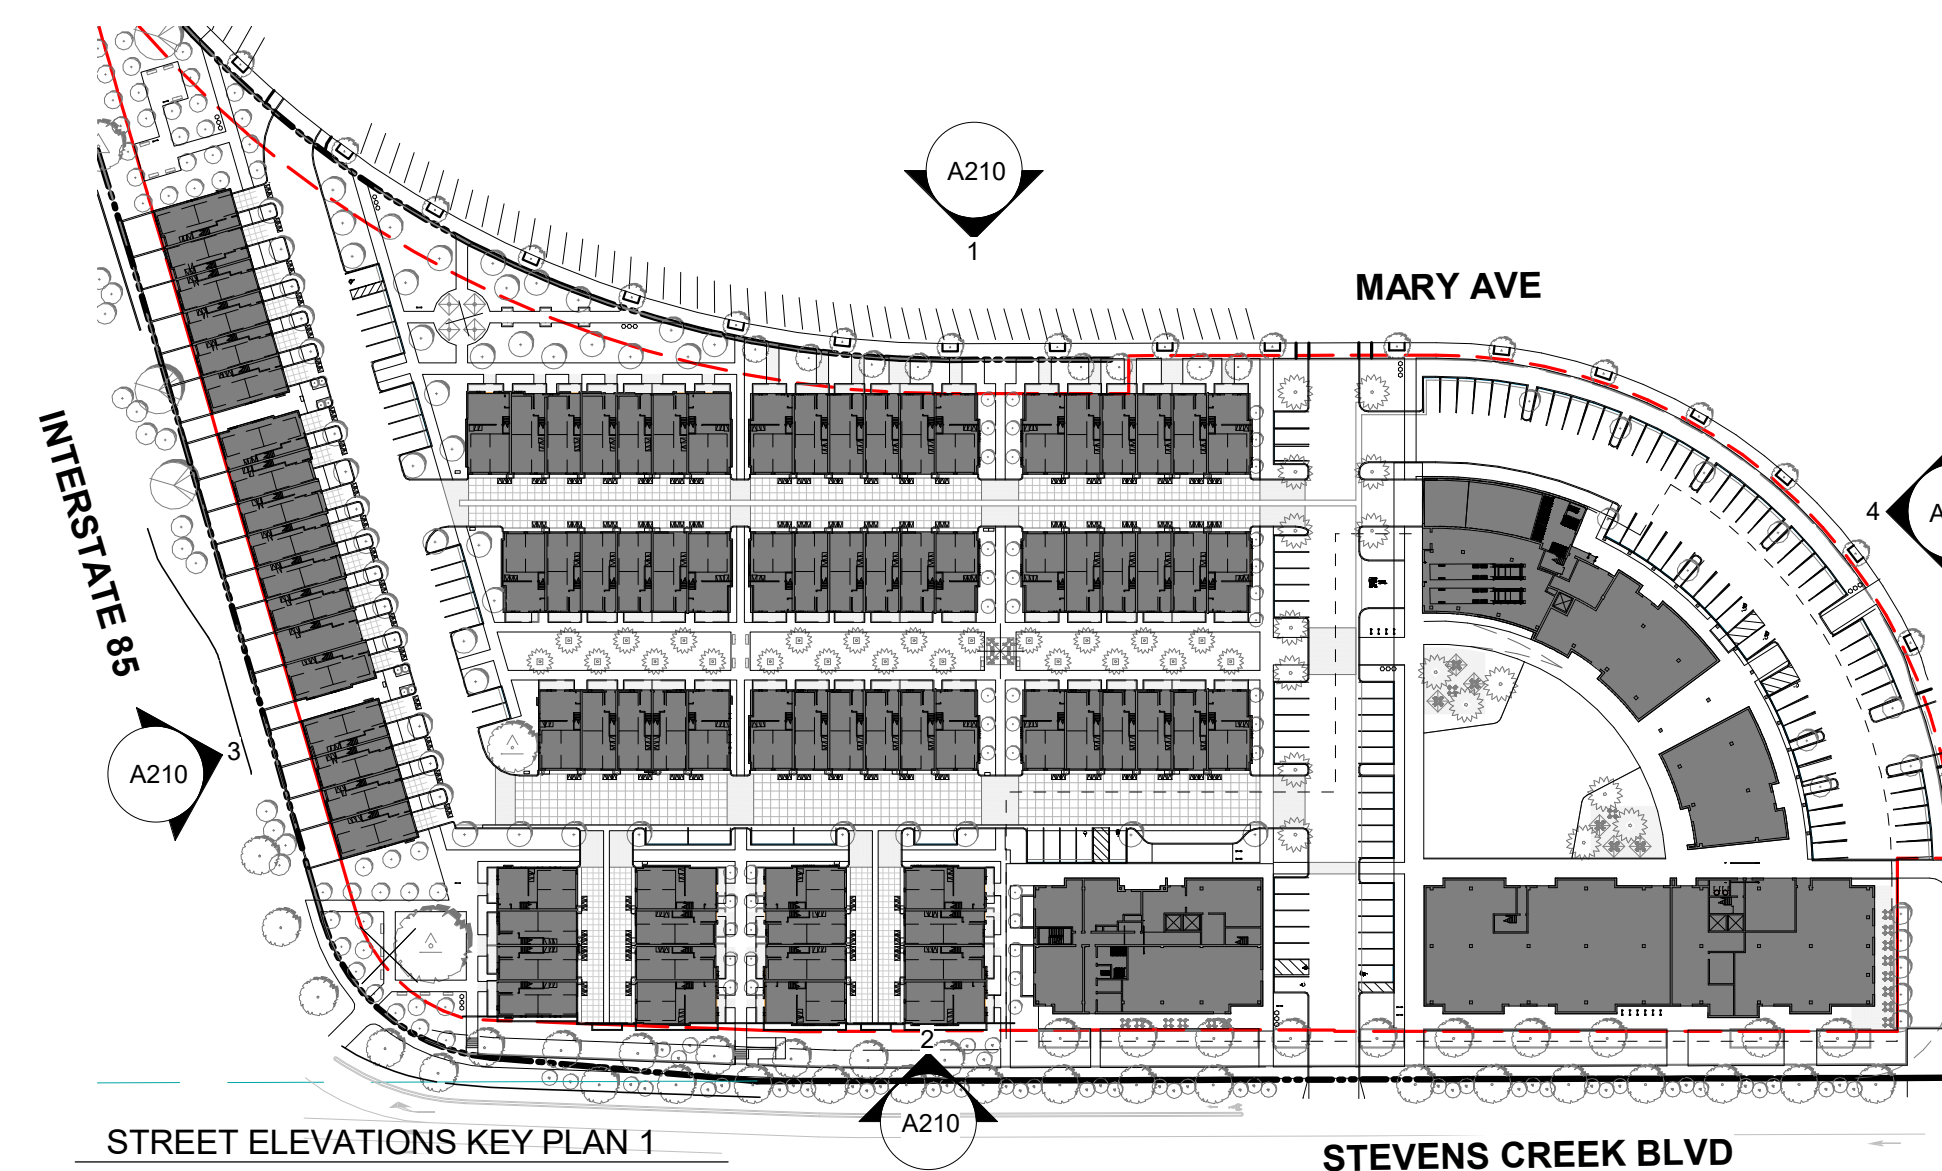 A210
1
MARY AVE
INTERSTATE 85
4
A
3
A210
2
A210
STREET ELEVATIONS KEY PLAN 1
STEVENS CREEK BLVD